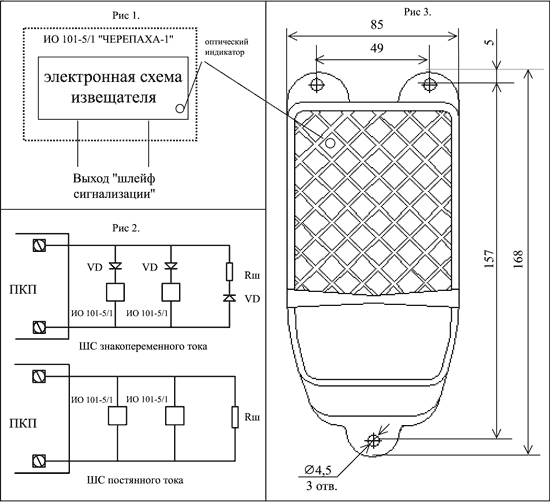 Рис 1.
ИО 101-5/1 "ЧЕРЕПАХА-1"
оптический
индикатор
электронная схема
извещателя
Выход "шлейф
сигнализации"
Рис 2.
ПКП
VD
VD
Rш
VD
ИО 101-5/1
ИО 101-5/1
ШС знакопеременного тока
ПКП
ИО 101-5/1
ИО 101-5/1
Rш
ШС постянного тока
Рис 3.
85
49
5
157
168
Ø4,5
3 отв.